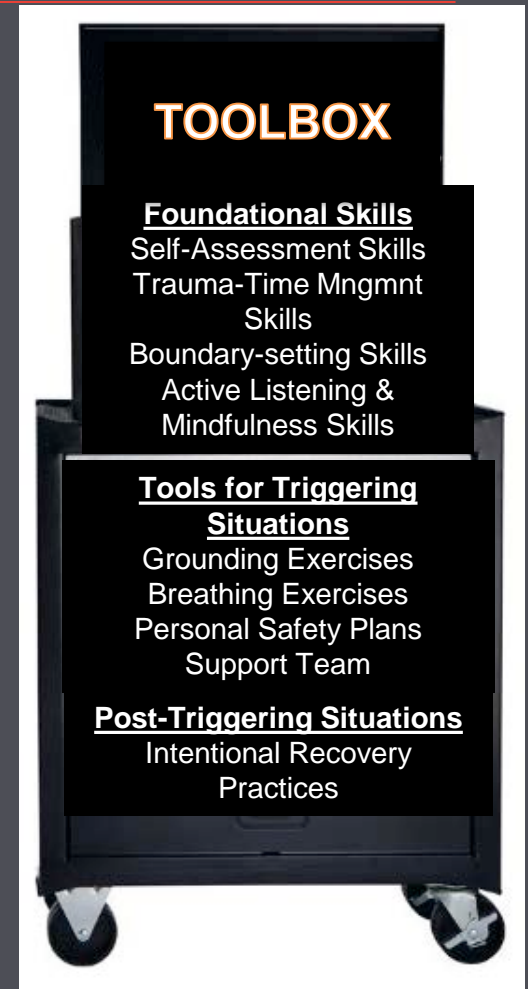 TOOLBOX
Foundational Skills
Self-Assessment Skills
Trauma-Time Mngmnt
Skills
Boundary-setting Skills
Active Listening &
Mindfulness Skills
Tools for Triggering
Situations
Grounding Exercises
Breathing Exercises
Personal Safety Plans
Support Team
Post-Triggering Situations
Intentional Recovery
Practices